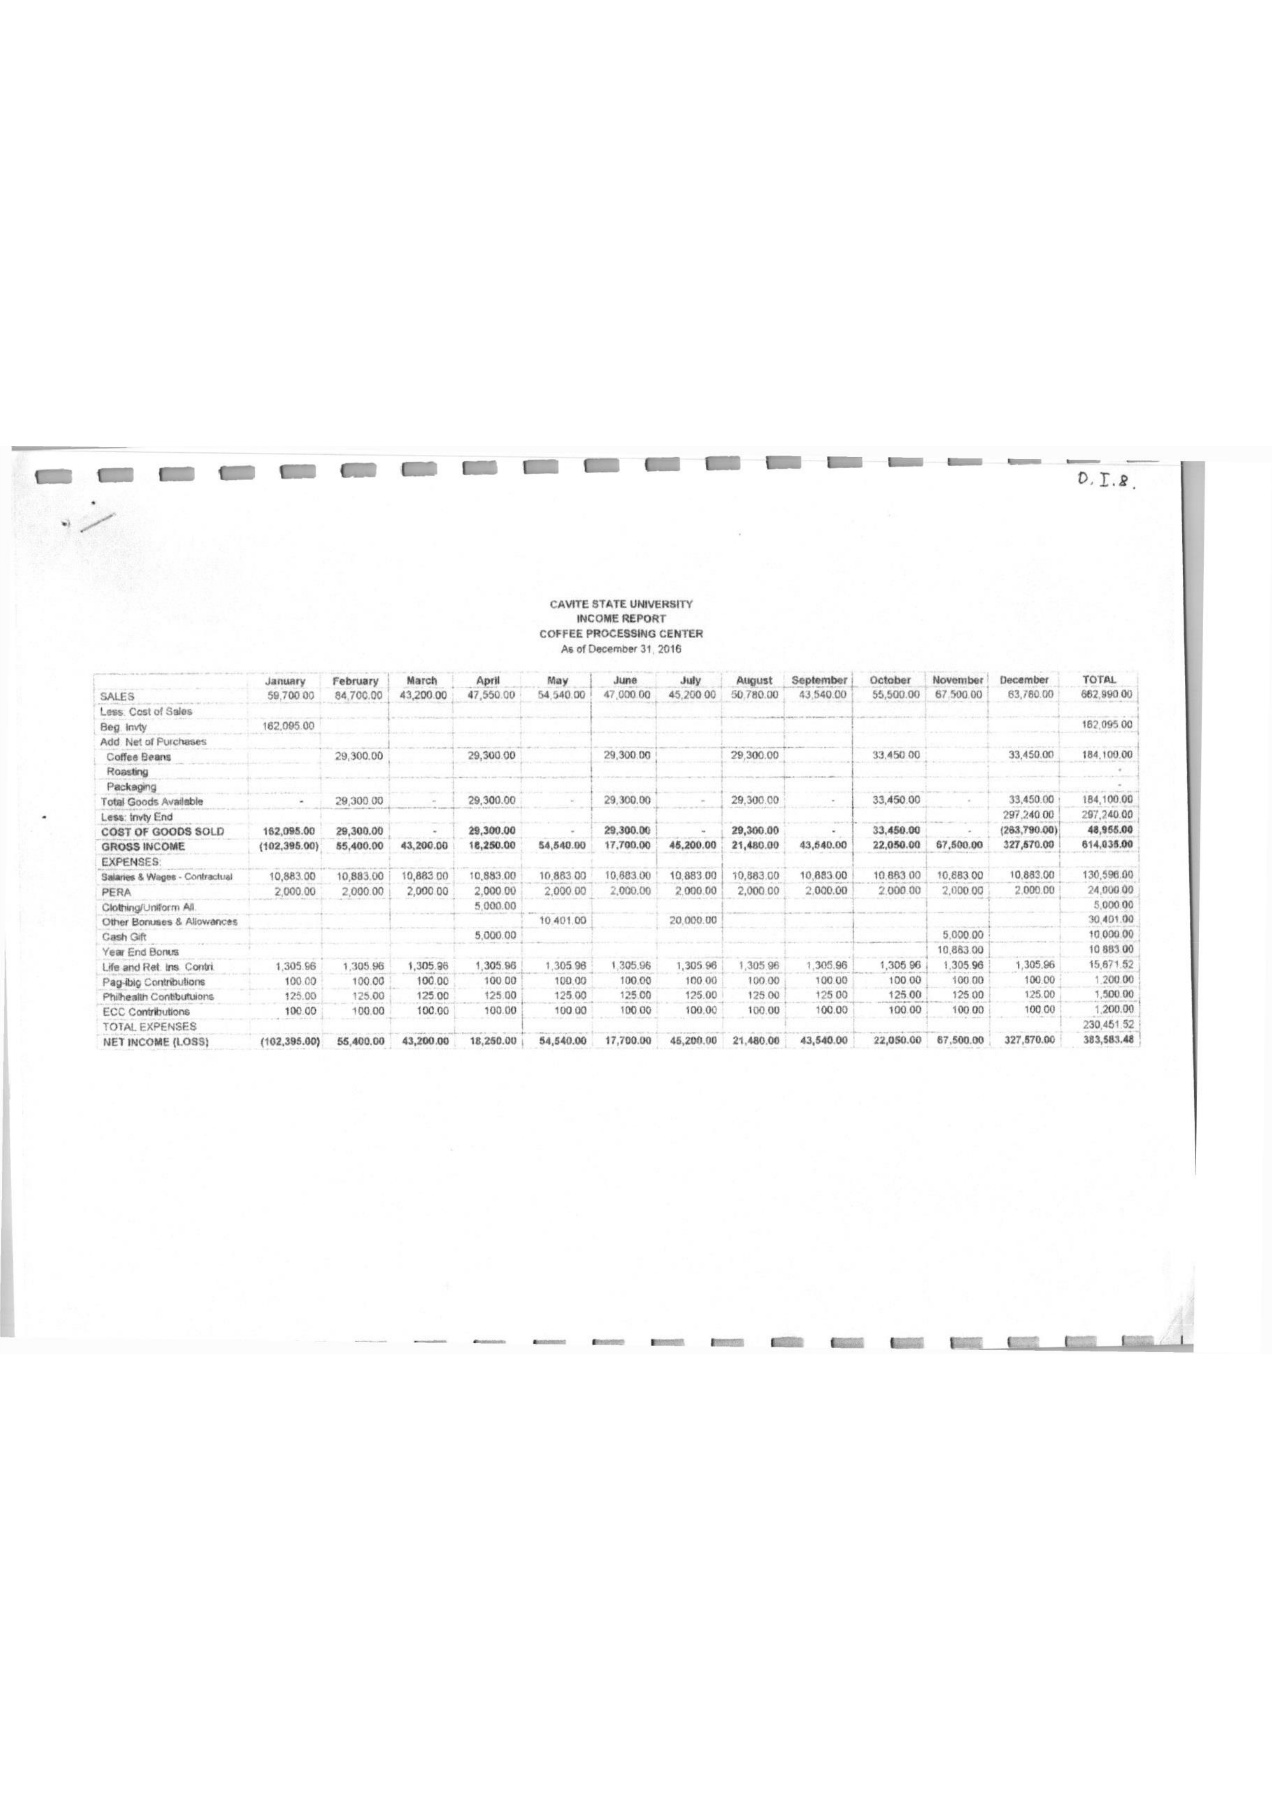 D.I.8.
CAVITE STATE UNIVERSITY
INCOME REPORT
COFFEE PROCESSING CENTER
As of December 31, 2016
January February March April May June July August September October November December TOTAL
SALES 59,700.00 84,700.00 43,200.00 47,550.00 54,540.00 47,000.00 45,200.00 50,780.00 43,540.00 55,500.00 67,500.00 63,780.00 662,990.00
Less: Cost of Sales
Beg. Invty 162,095.00 162,095.00
Add: Net of Purchases
Coffee Beans 29,300.00 29,300.00 29,300.00 29,300.00 33,450.00 33,450.00 184,100.00
Roasting -
Packaging -
Total Goods Available - 29,300.00 - 29,300.00 - 29,300.00 - 29,300.00 - 33,450.00 - 33,450.00 184,100.00
Less: Invty End 297,240.00 297,240.00
COST OF GOODS SOLD 162,095.00 29,300.00 - 29,300.00 - 29,300.00 - 29,300.00 - 33,450.00 - (263,790.00) 48,955.00
GROSS INCOME (102,395.00) 55,400.00 43,200.00 18,250.00 54,540.00 17,700.00 45,200.00 21,480.00 43,540.00 22,050.00 67,500.00 327,570.00 614,035.00
EXPENSES:
Salaries & Wages - Contractual 10,883.00 10,883.00 10,883.00 10,883.00 10,883.00 10,883.00 10,883.00 10,883.00 10,883.00 10,883.00 10,883.00 10,883.00 130,596.00
PERA 2,000.00 2,000.00 2,000.00 2,000.00 2,000.00 2,000.00 2,000.00 2,000.00 2,000.00 2,000.00 2,000.00 2,000.00 24,000.00
Clothing/Uniform All. 5,000.00 5,000.00
Other Bonuses & Allowances 10,401.00 20,000.00 30,401.00
Cash Gift 5,000.00 5,000.00 10,000.00
Year End Bonus 10,883.00 10,883.00
Life and Ret. Ins. Contri. 1,305.96 1,305.96 1,305.96 1,305.96 1,305.96 1,305.96 1,305.96 1,305.96 1,305.96 1,305.96 1,305.96 1,305.96 15,671.52
Pag-ibig Contributions 100.00 100.00 100.00 100.00 100.00 100.00 100.00 100.00 100.00 100.00 100.00 100.00 1,200.00
Philhealth Contibutuions 125.00 125.00 125.00 125.00 125.00 125.00 125.00 125.00 125.00 125.00 125.00 125.00 1,500.00
ECC Contributions 100.00 100.00 100.00 100.00 100.00 100.00 100.00 100.00 100.00 100.00 100.00 100.00 1,200.00
TOTAL EXPENSES 230,451.52
NET INCOME (LOSS) (102,395.00) 55,400.00 43,200.00 18,250.00 54,540.00 17,700.00 45,200.00 21,480.00 43,540.00 22,050.00 67,500.00 327,570.00 383,583.48